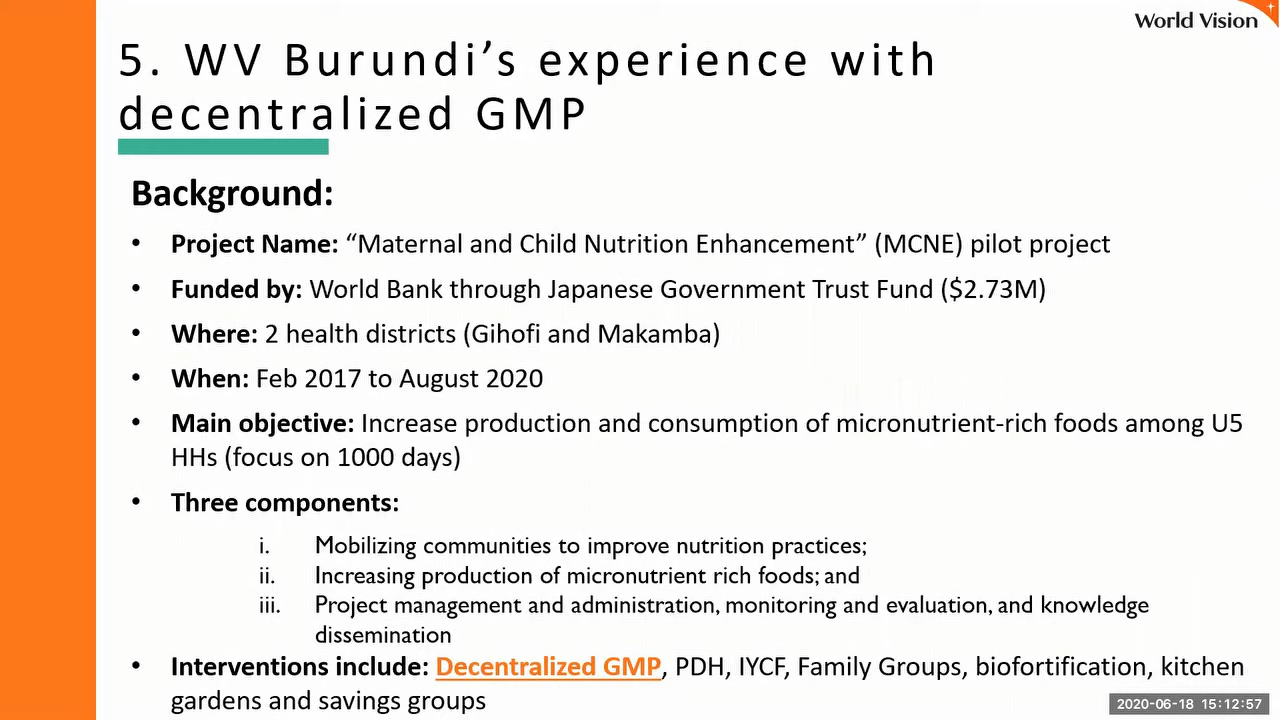 World Vision
5. WV Burundi’s experience with
decentralized GMP
Background:
• Project Name: “Maternal and Child Nutrition Enhancement” (MCNE) pilot project
• Funded by: World Bank through Japanese Government Trust Fund ($2.73M)
• Where: 2 health districts (Gihofi and Makamba)
• When: Feb 2017 to August 2020
• Main objective: Increase production and consumption of micronutrient-rich foods among U5
HHs (focus on 1000 days)
• Three components:
i. Mobilizing communities to improve nutrition practices;
ii. Increasing production of micronutrient rich foods; and
iii. Project management and administration, monitoring and evaluation, and knowledge
dissemination
• Interventions include: Decentralized GMP, PDH, IYCF, Family Groups, biofortification, kitchen
gardens and savings groups
2020-06-18 15:12:57